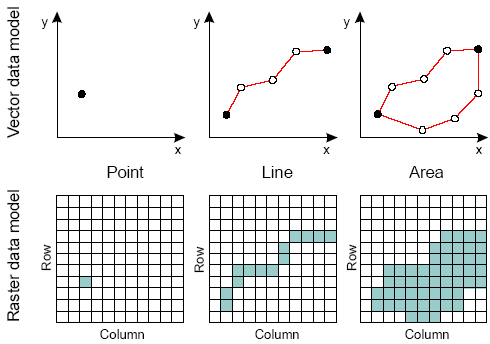 Vector data model
y
x
y
x
y
x
Point
Line
Area
Raster data model
Row
Column
Row
Column
Row
Column